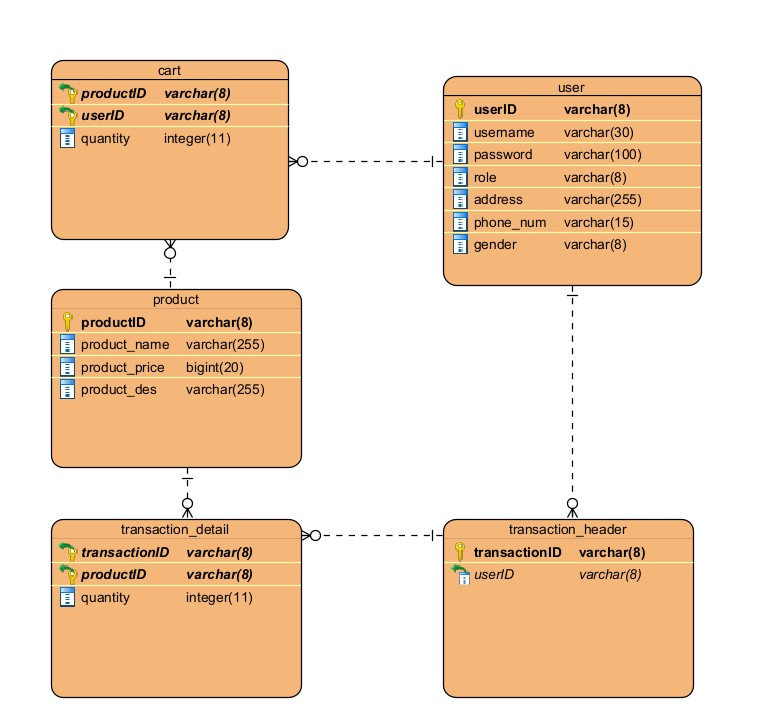 cart
productID varchar(8)
userID varchar(8)
quantity integer(11)
user
userID varchar(8)
username varchar(30)
password varchar(100)
role varchar(8)
address varchar(255)
phone_num varchar(15)
gender varchar(8)
product
productID varchar(8)
product_name varchar(255)
product_price bigint(20)
product_des varchar(255)
transaction_detail
transactionID varchar(8)
productID varchar(8)
quantity integer(11)
transaction_header
transactionID varchar(8)
userID varchar(8)